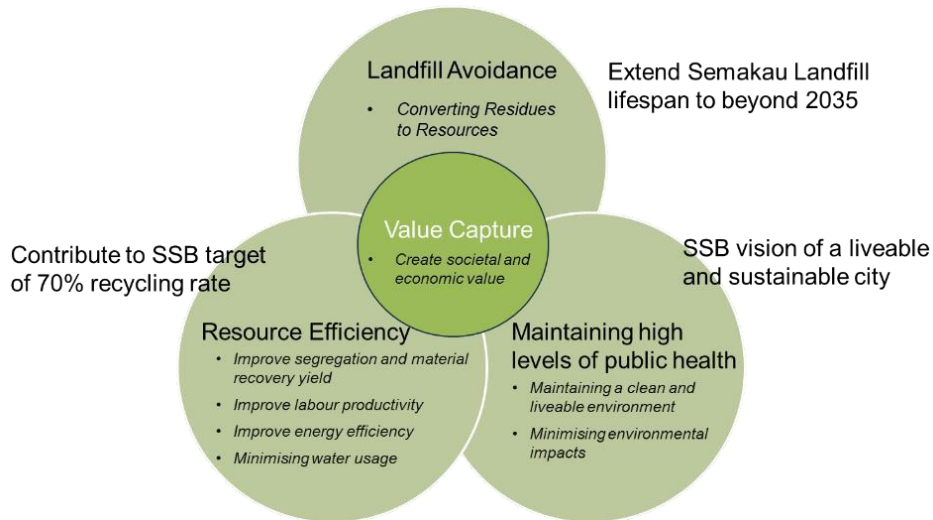 Landfill Avoidance
• Converting Residues
to Resources
Extend Semakau Landfill
lifespan to beyond 2035
Value Capture
• Create societal and
economic value
Contribute to SSB target
of 70% recycling rate
SSB vision of a liveable
and sustainable city
Resource Efficiency
• Improve segregation and material
recovery yield
• Improve labour productivity
• Improve energy efficiency
• Minimising water usage
Maintaining high
levels of public health
• Maintaining a clean and
liveable environment
• Minimising environmental
impacts